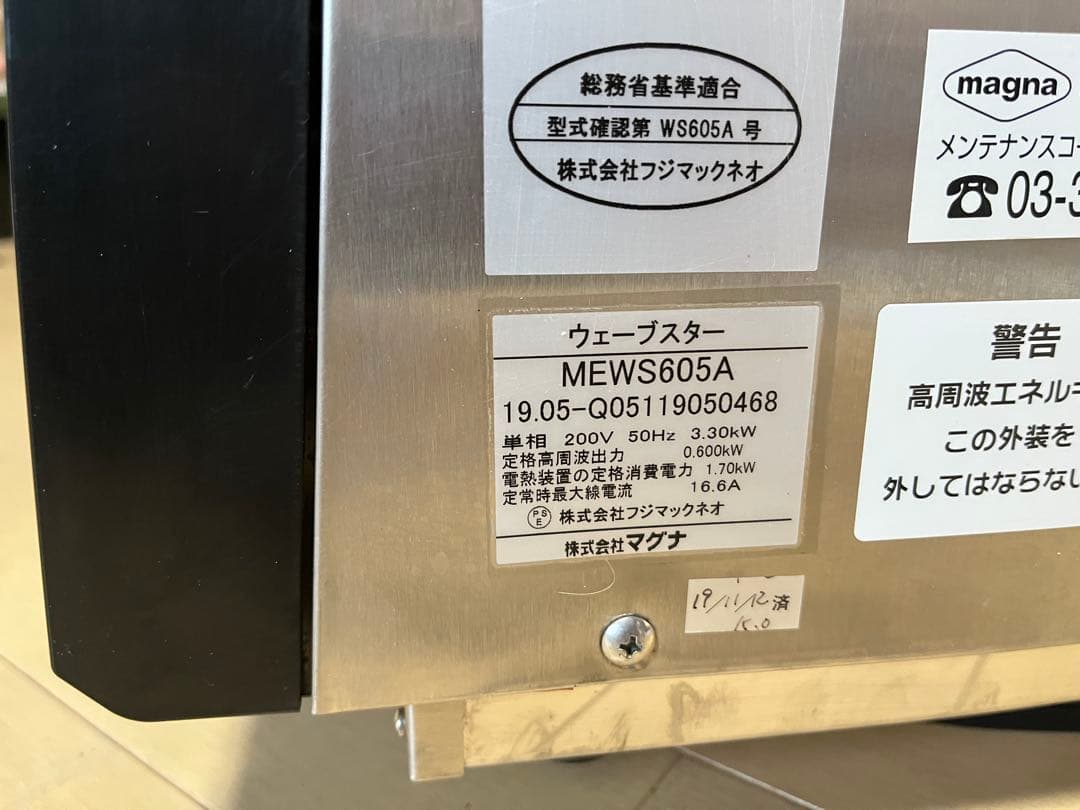 総務省基準適合
型式確認第 WS605A 号
株式会社フジマックネオ
magna
メンテナンスコー
03-3
ウェーブスター
MEWS605A
19.05-Q05119050468
単相 200V 50Hz 3.30kW
定格高周波出力 0.600kW
電熱装置の定格消費電力 1.70kW
定常時最大線電流 16.6A
PSE 株式会社フジマックネオ
株式会社マグナ
警告
高周波エネルギ
この外装を
外してはならない
19/11/12 済
15.0